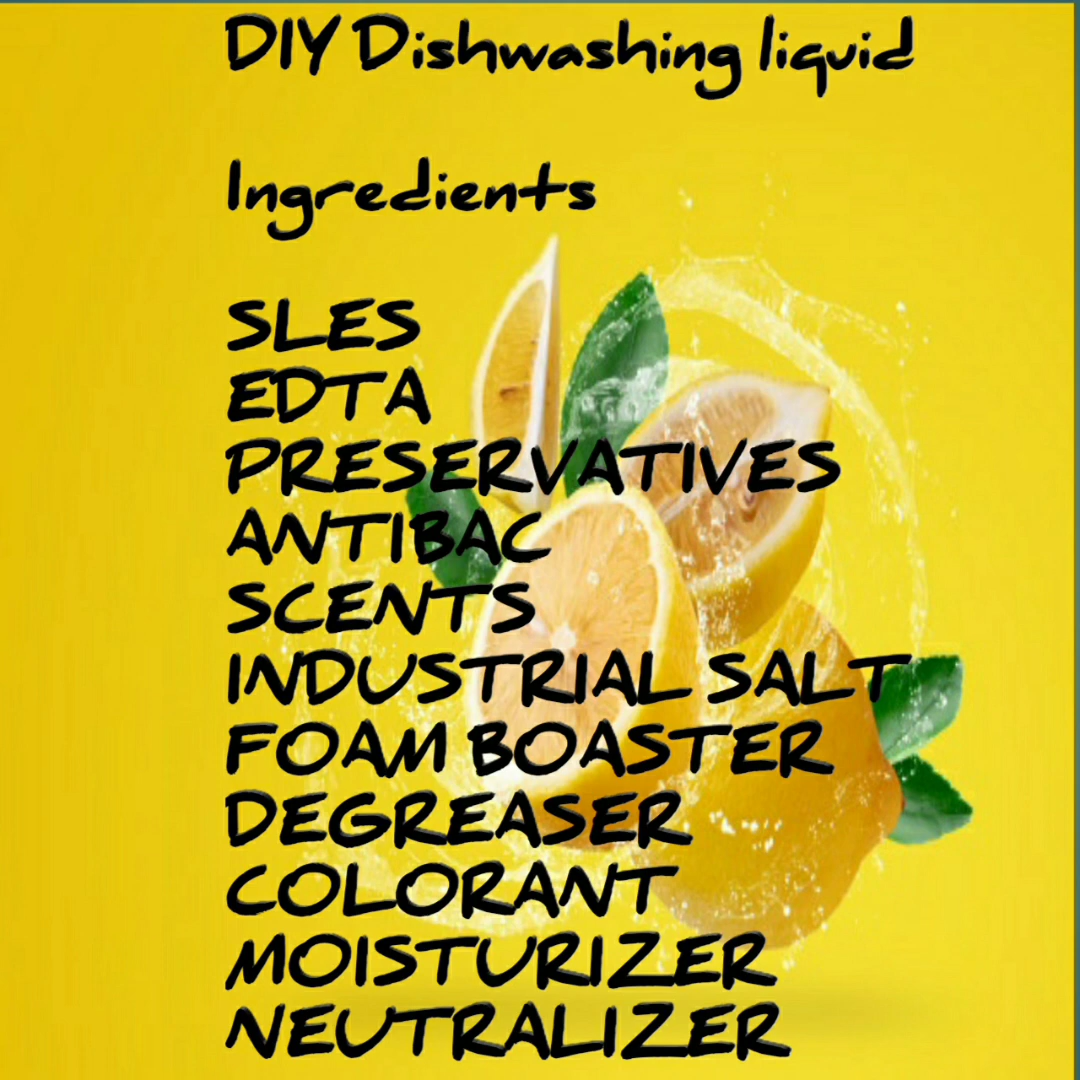 DIY Dishwashing liquid
Ingredients
SLES
EDTA
PRESERVATIVES
ANTIBAC
SCENTS
INDUSTRIAL SALT
FOAM BOASTER
DEGREASER
COLORANT
MOISTURIZER
NEUTRALIZER